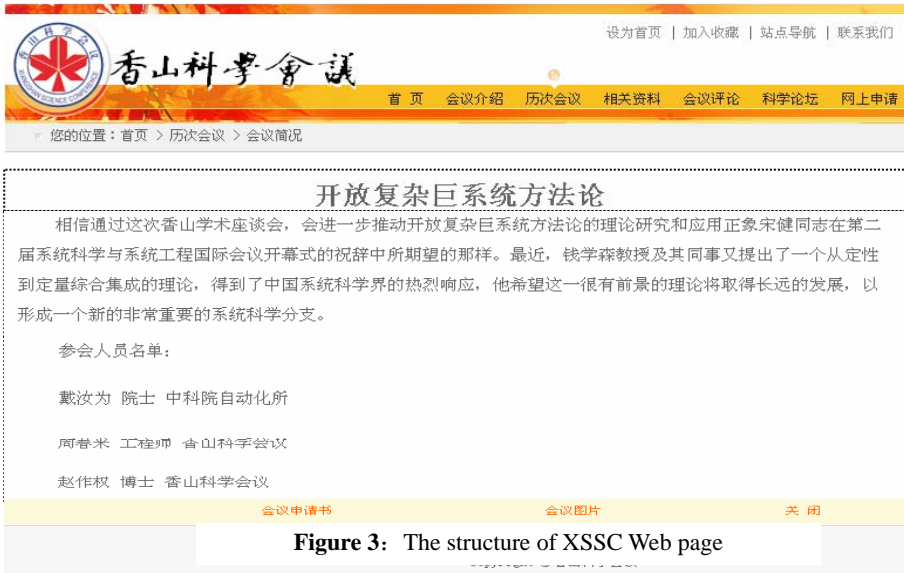 设为首页 | 加入收藏 | 站点导航 | 联系我们
香山科学會議
XIANGSHAN SCIENCE CONFERENCES
首 页 会议介绍 历次会议 相关资料 会议评论 科学论坛 网上申请
您的位置：首页 > 历次会议 > 会议简况
开放复杂巨系统方法论
相信通过这次香山学术座谈会，会进一步推动开放复杂巨系统方法论的理论研究和应用正象宋健同志在第二
届系统科学与系统工程国际会议开幕式的祝辞中所期望的那样。最近，钱学森教授及其同事又提出了一个从定性
到定量综合集成的理论，得到了中国系统科学界的热烈响应，他希望这一很有前景的理论将取得长远的发展，以
形成一个新的非常重要的系统科学分支。
参会人员名单：
戴汝为 院士 中科院自动化所
周春来 工程师 香山科学会议
赵作权 博士 香山科学会议
会议申请书 会议图片 关 闭
Figure 3：The structure of XSSC Web page